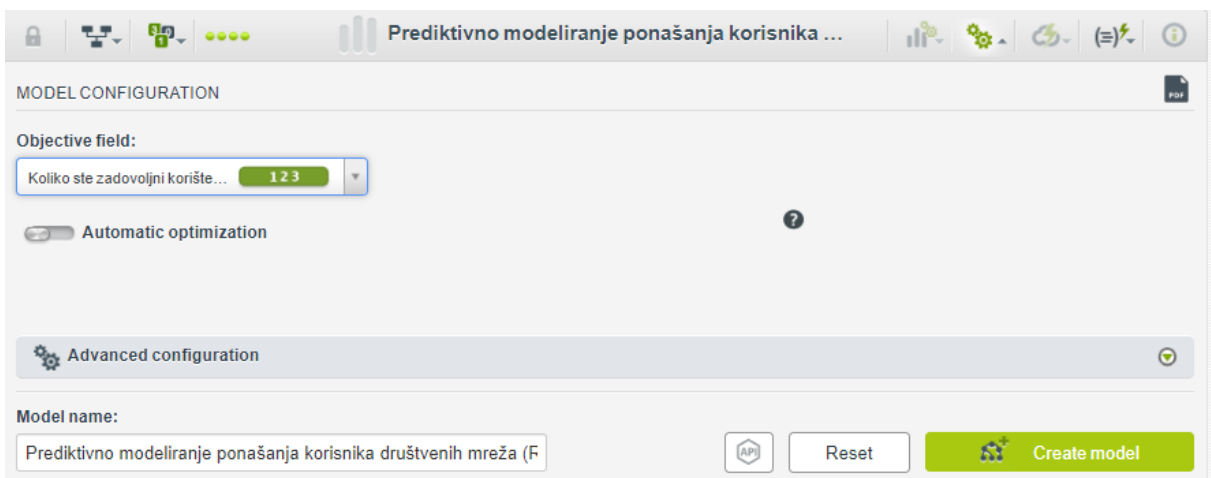 Prediktivno modeliranje ponašanja korisnika ...
MODEL CONFIGURATION
PDF
Objective field:
Koliko ste zadovoljni korište... 123
Automatic optimization
?
Advanced configuration
Model name:
Prediktivno modeliranje ponašanja korisnika društvenih mreža (R
API
Reset
Create model